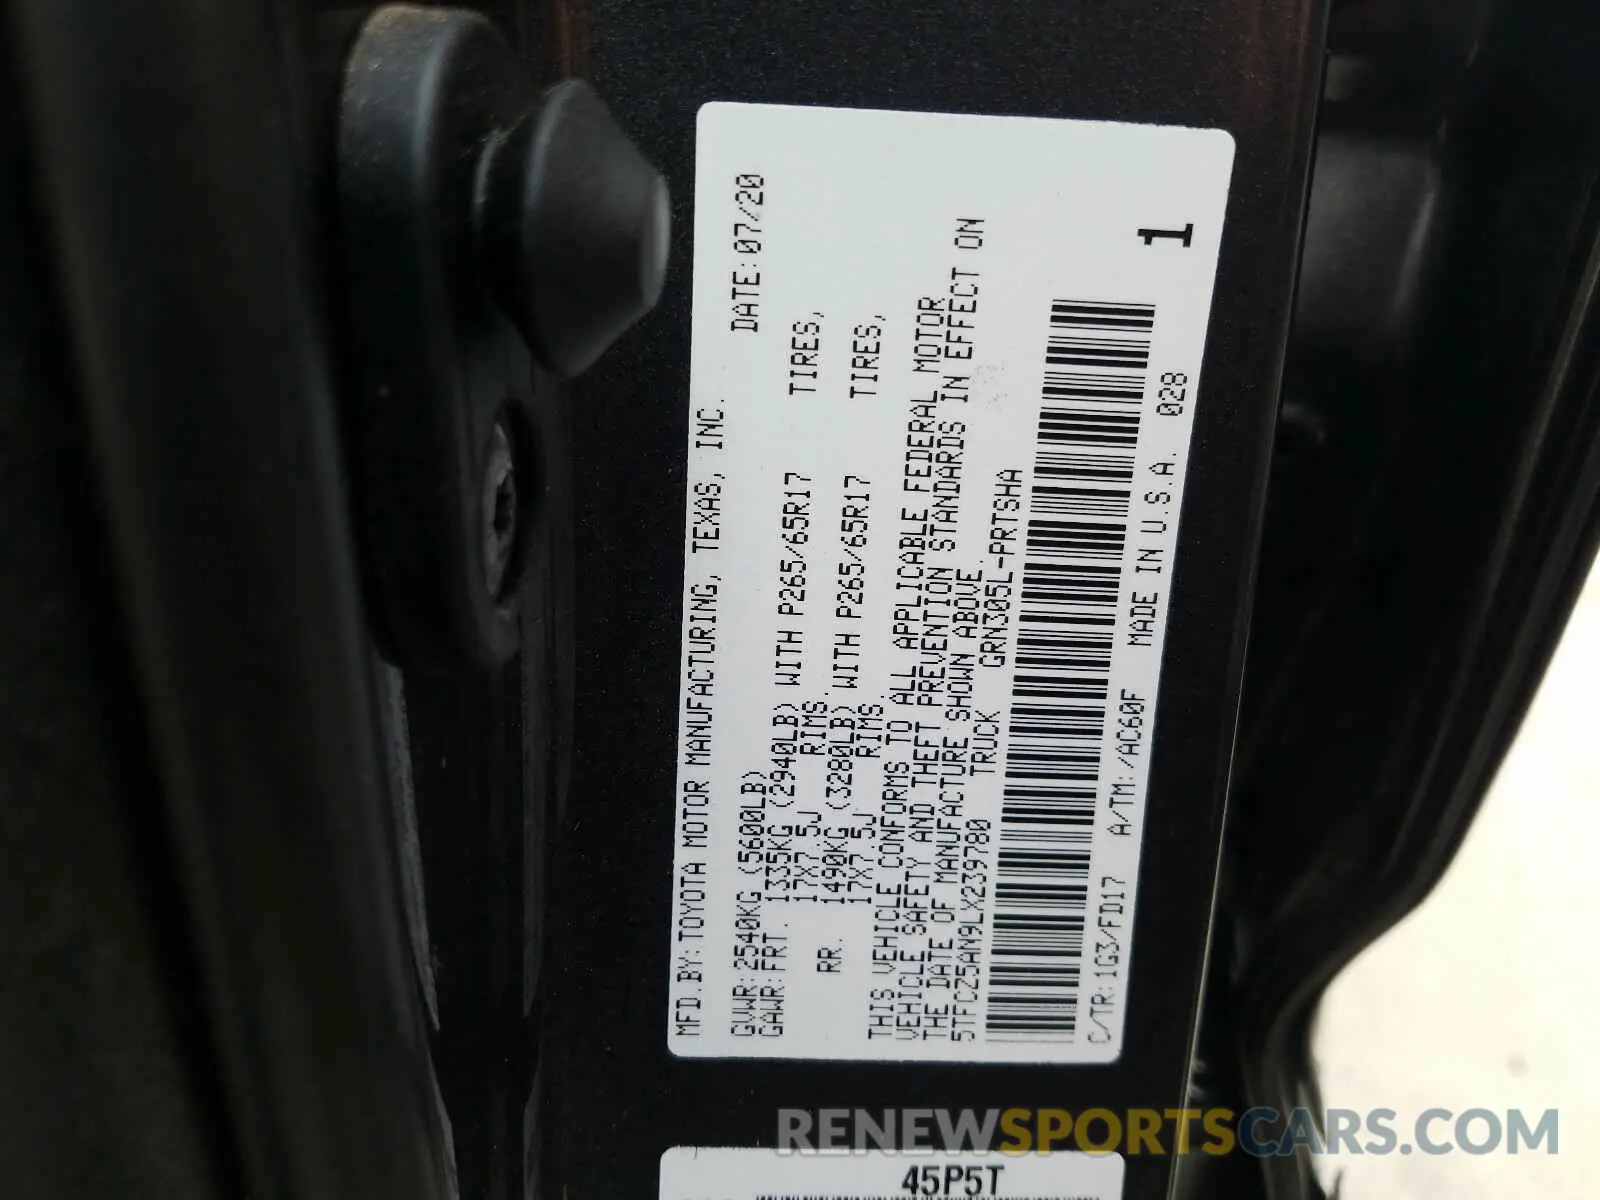 MFD.BY:TOYOTA MOTOR MANUFACTURING, TEXAS, INC.
GVWR:2540KG (5600LB) DATE:07/20
GAWR:FRT. 1335KG (2940LB) WITH P265/65R17 TIRES,
17X7.5J RIMS.
RR. 1490KG (3280LB) WITH P265/65R17 TIRES,
17X7.5J RIMS.
THIS VEHICLE CONFORMS TO ALL APPLICABLE FEDERAL MOTOR
VEHICLE SAFETY AND THEFT PREVENTION STANDARDS IN EFFECT ON
THE DATE OF MANUFACTURE SHOWN ABOVE.
5TFCZ5AN9LX239780 TRUCK GRN305L-PRTSHA
C/TR:1G3/FD17 A/TM:/AC60F MADE IN U.S.A. 028
1
45P5T
RENEWSPORTSCARS.COM